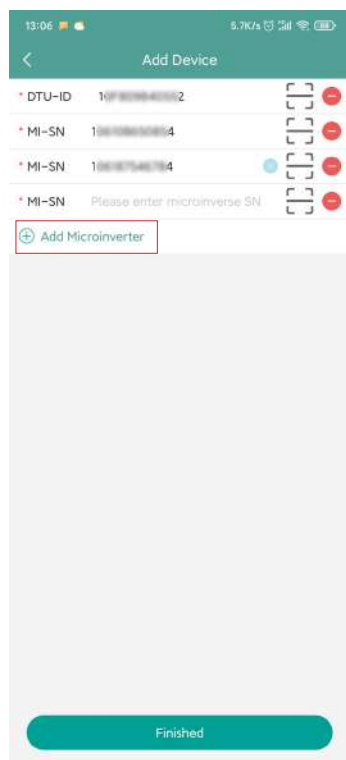 13:06 5.7K/s
Add Device
* DTU-ID
* MI-SN
* MI-SN
* MI-SN Please enter microinverse SN
Add Microinverter
Finished